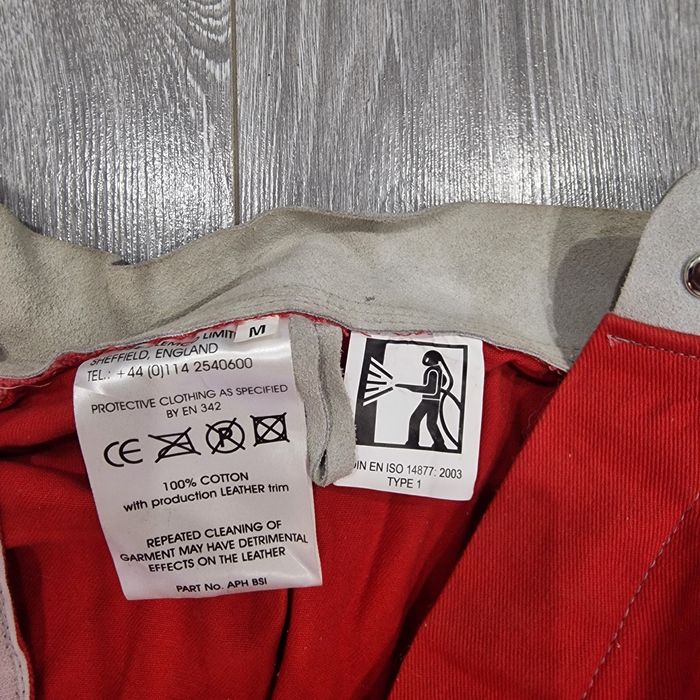 LIMIT
M
SHEFFIELD, ENGLAND
TEL.: +44 (0)114 2540600
PROTECTIVE CLOTHING AS SPECIFIED
BY EN 342
CE
P
100% COTTON
with production LEATHER trim
REPEATED CLEANING OF
GARMENT MAY HAVE DETRIMENTAL
EFFECTS ON THE LEATHER
PART No. APH BSI
DIN EN ISO 14877: 2003
TYPE 1